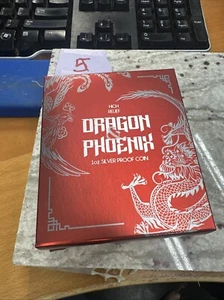 5
HIGH
RELIEF
DRAGON
&
PHOENIX
1oz SILVER PROOF COIN